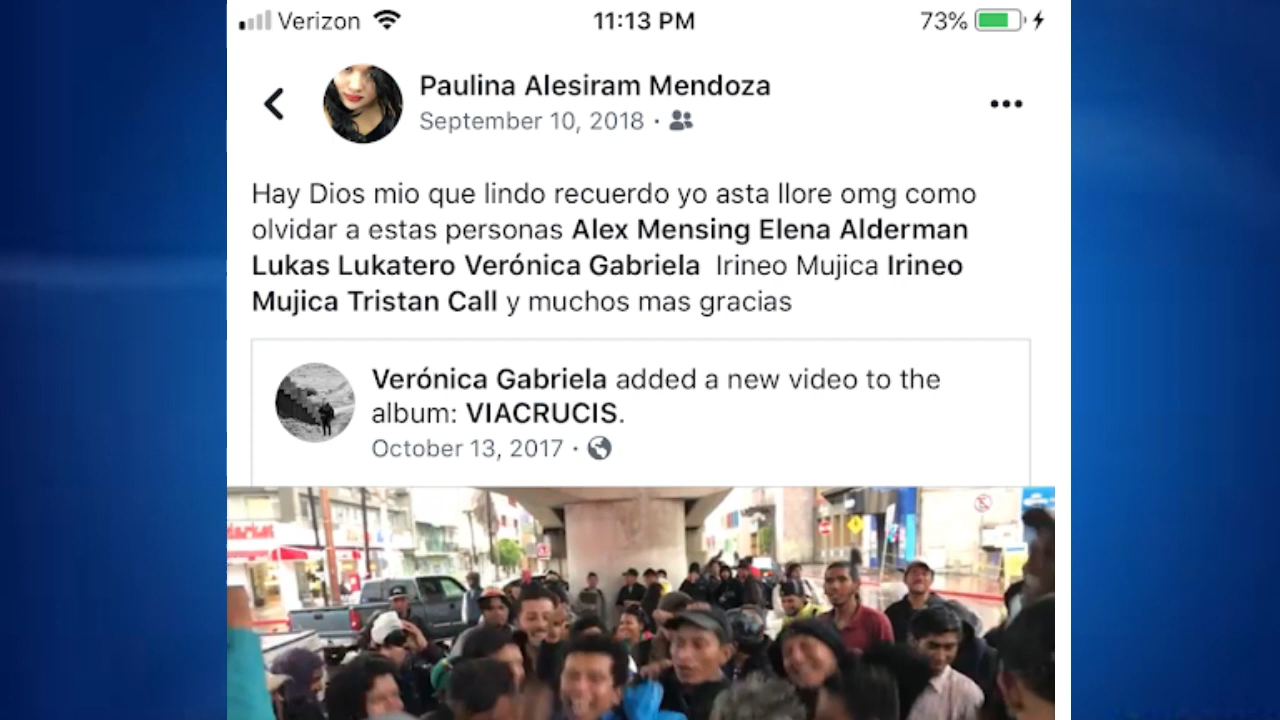 Verizon 11:13 PM 73%
Paulina Alesiram Mendoza
September 10, 2018 ·
Hay Dios mio que lindo recuerdo yo asta llore omg como
olvidar a estas personas Alex Mensing Elena Alderman
Lukas Lukatero Verónica Gabriela Irineo Mujica Irineo
Mujica Tristan Call y muchos mas gracias
Verónica Gabriela added a new video to the
album: VIACRUCIS.
October 13, 2017 ·